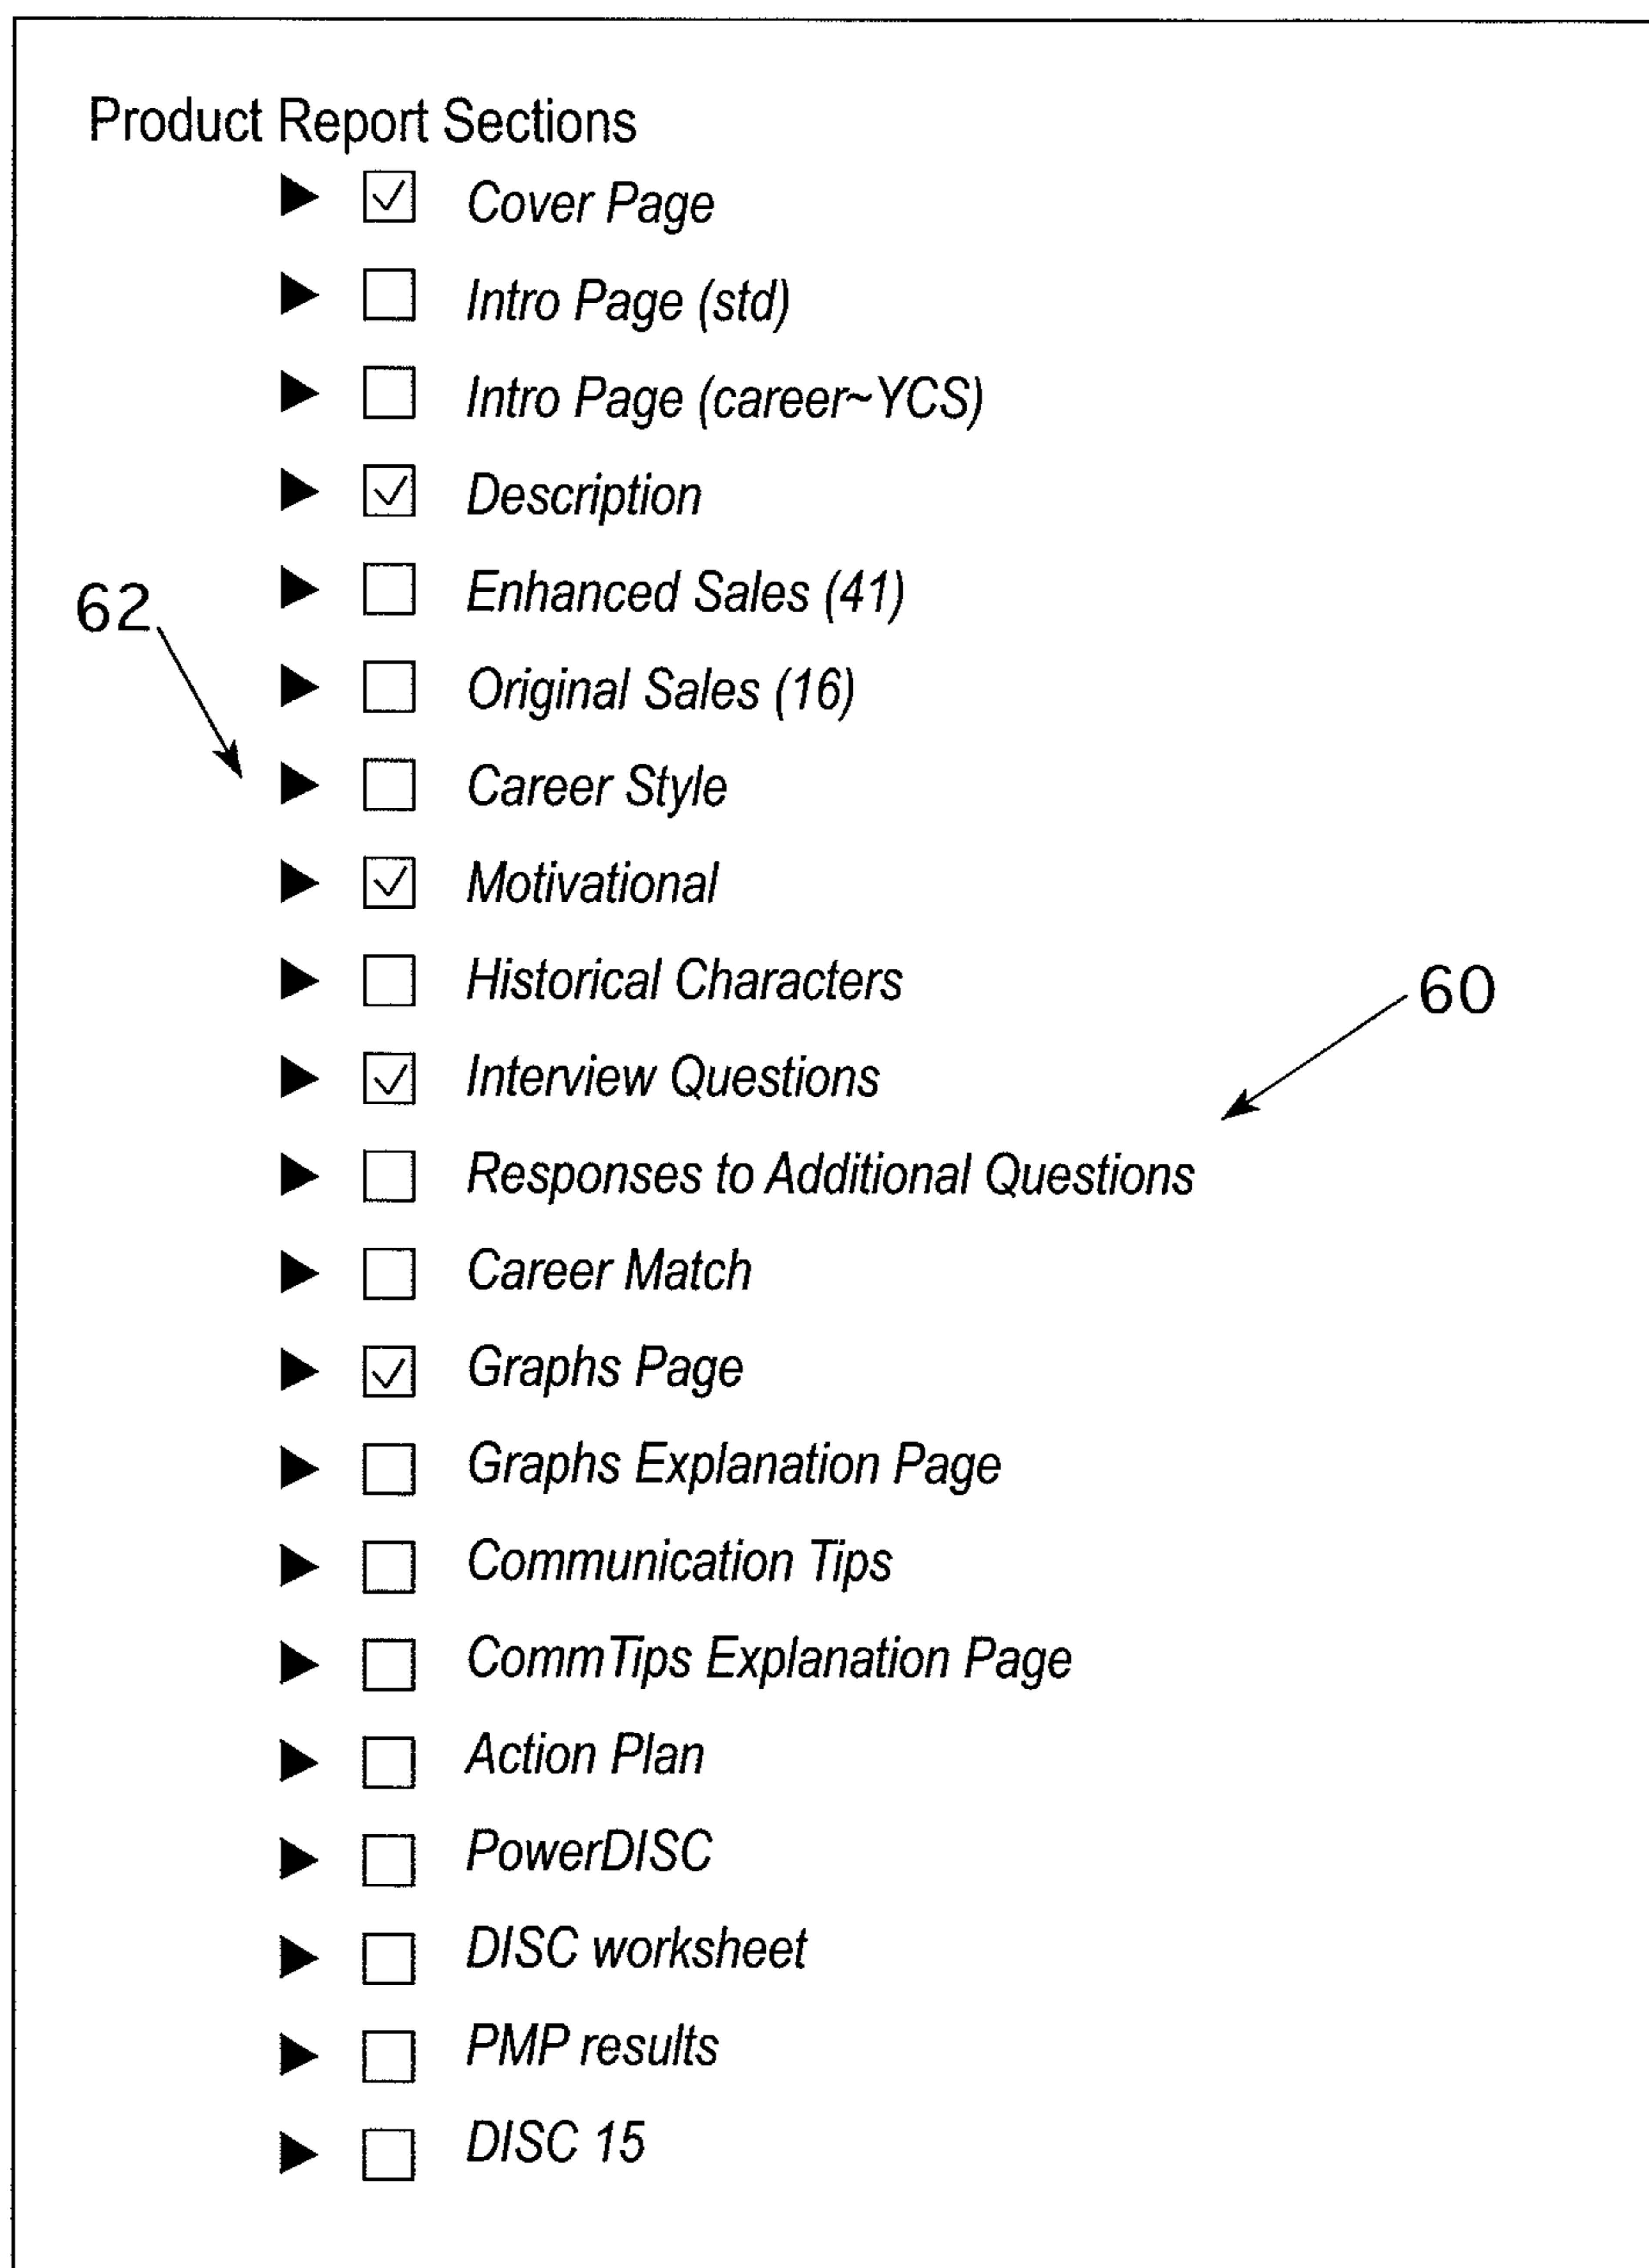 Product Report Sections
Cover Page
Intro Page (std)
Intro Page (career~YCS)
Description
Enhanced Sales (41)
62
Original Sales (16)
Career Style
Motivational
Historical Characters
60
Interview Questions
Responses to Additional Questions
Career Match
Graphs Page
Graphs Explanation Page
Communication Tips
CommTips Explanation Page
Action Plan
PowerDISC
DISC worksheet
PMP results
DISC 15